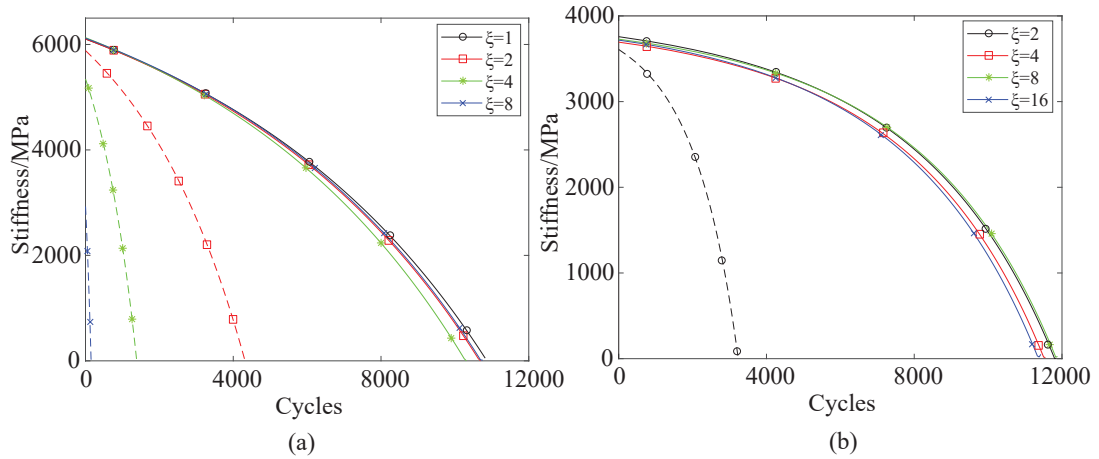 6000
4000
2000
0
0
4000
8000
12000
Stiffness/MPa
Cycles
ξ=1
ξ=2
ξ=4
ξ=8
(a)
4000
3000
2000
1000
0
0
4000
8000
12000
Stiffness/MPa
Cycles
ξ=2
ξ=4
ξ=8
ξ=16
(b)